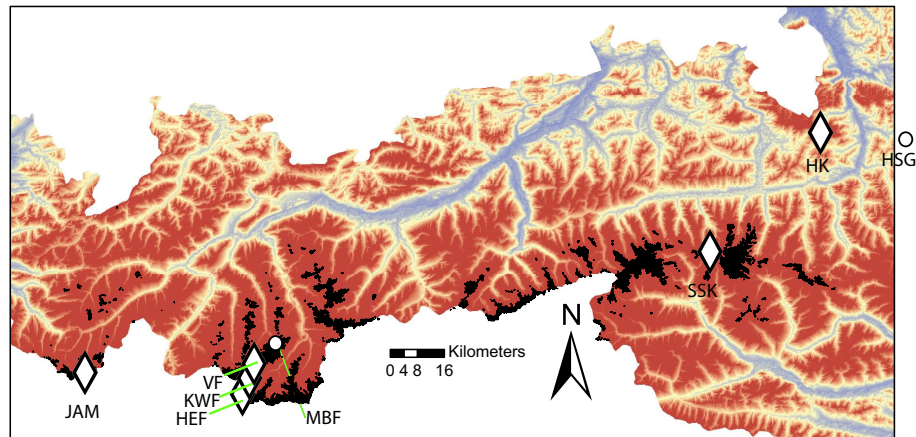 HK
HSG
SSK
N
Kilometers
0 4 8 16
VF
KWF
HEF
MBF
JAM